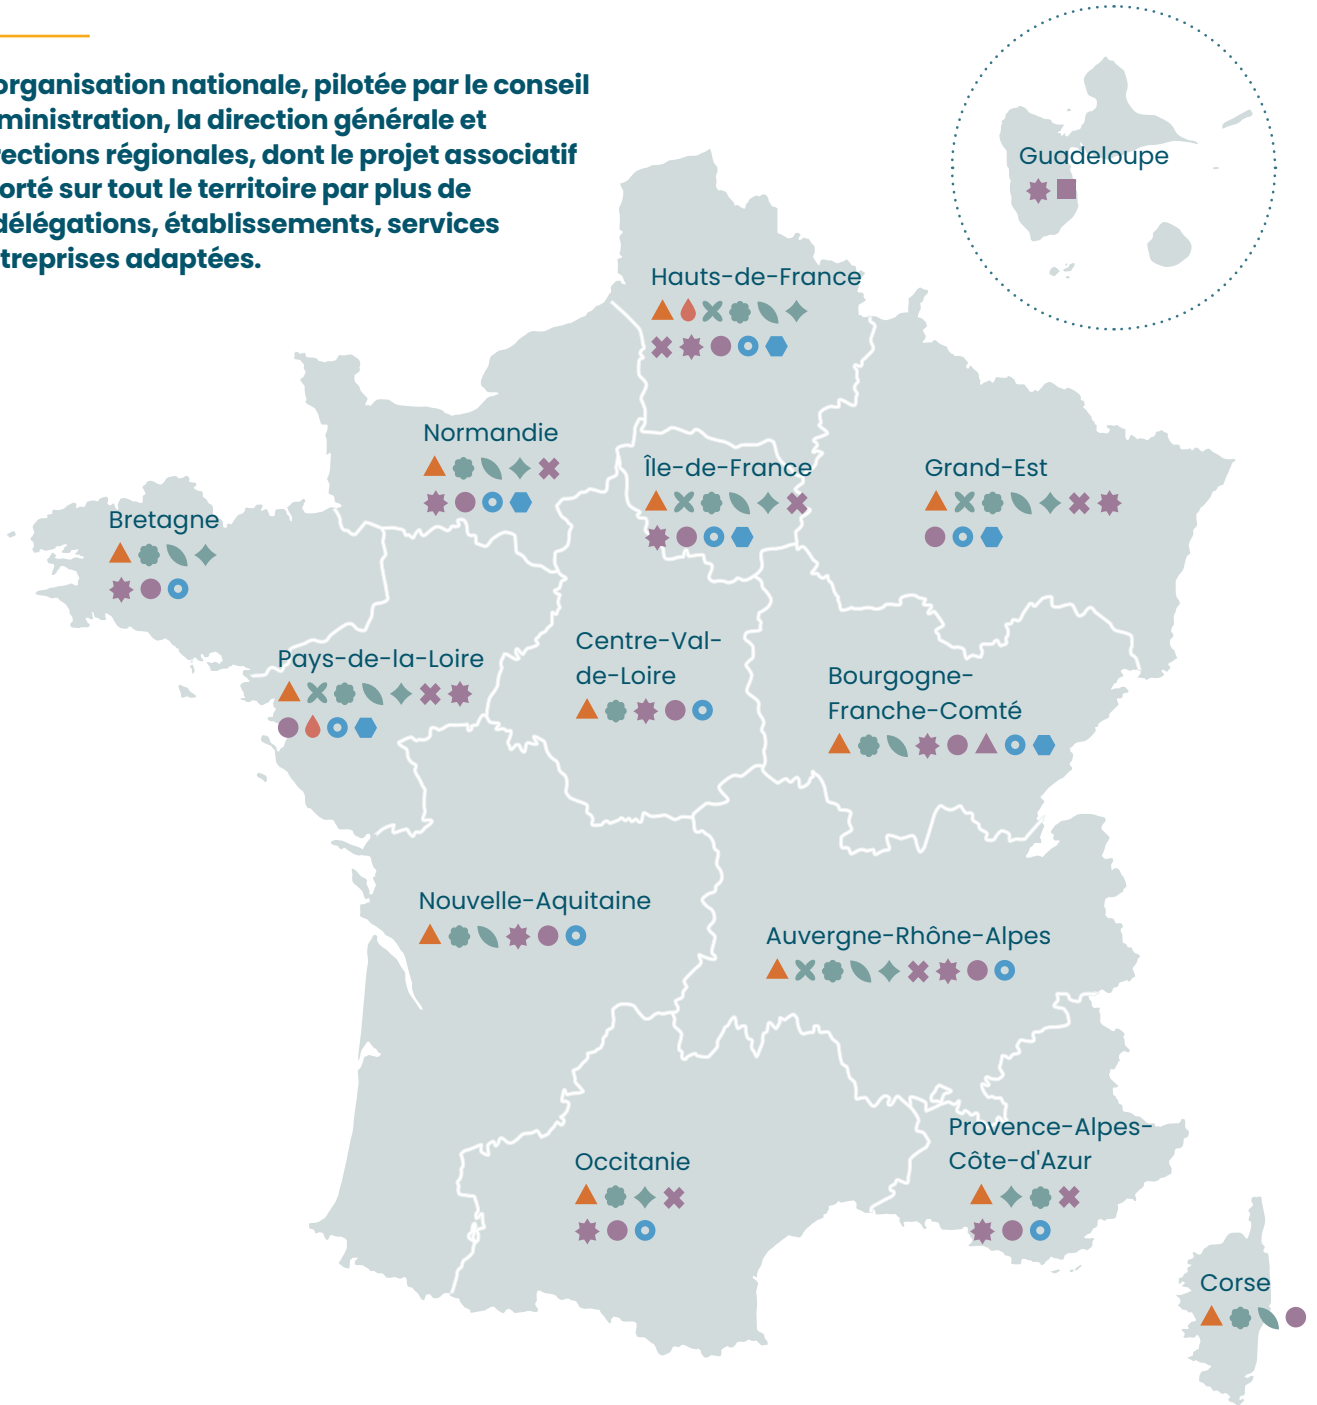 organisation nationale, pilotée par le conseil
ministration, la direction générale et
rections régionales, dont le projet associatif
orté sur tout le territoire par plus de
délégations, établissements, services
treprises adaptées.
Guadeloupe
Hauts-de-France
Normandie
Île-de-France
Grand-Est
Bretagne
Pays-de-la-Loire
Centre-Val-
de-Loire
Bourgogne-
Franche-Comté
Nouvelle-Aquitaine
Auvergne-Rhône-Alpes
Provence-Alpes-
Côte-d'Azur
Occitanie
Corse